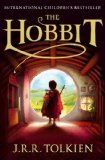 INTERNATIONAL CHILDREN'S BESTSELLER
THE
HOBBIT
J.R.R. TOLKIEN